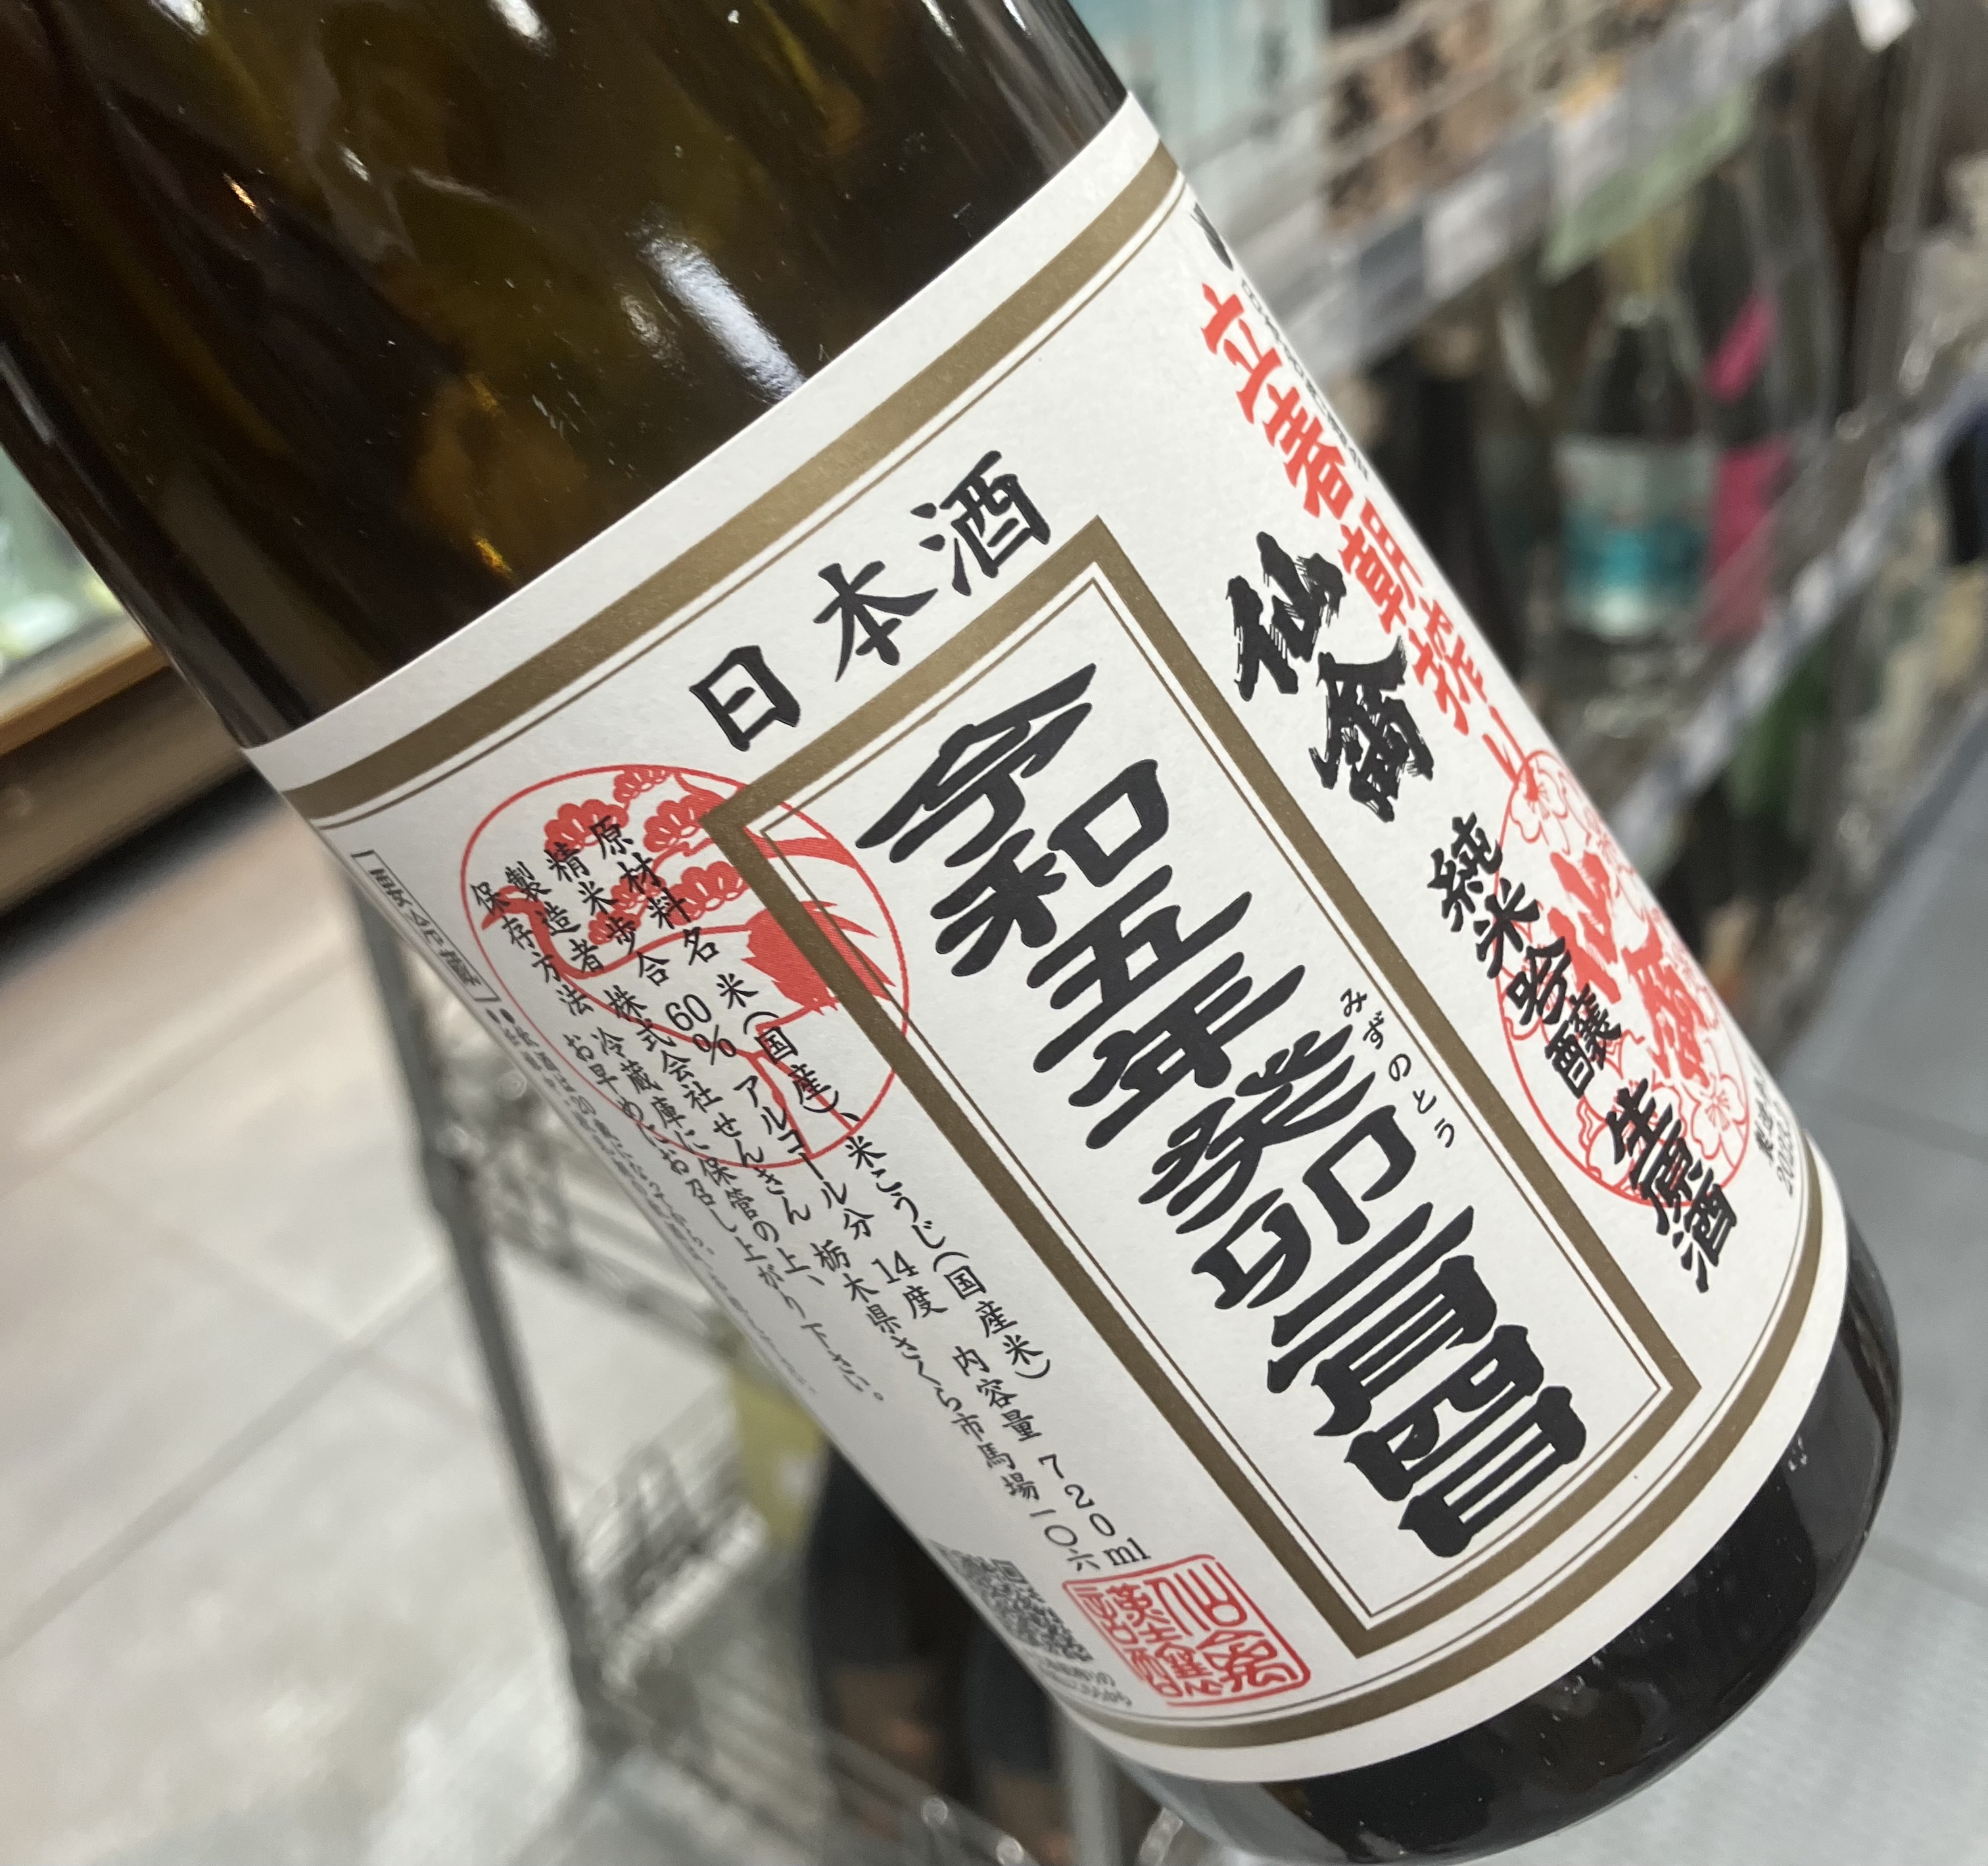 日本酒
立春朝搾り
仙禽
純米吟醸 生原酒
令和五年癸卯二月四日
みずのとう
原材料名 米(国産)、米こうじ(国産米)
精米歩合 60% アルコール分 14度 内容量 720ml
製造者 株式会社せんきん 栃木県さくら市馬場一〇六
保存方法 冷蔵庫に保管の上、
お早めにお召し上がり下さい。
要冷蔵